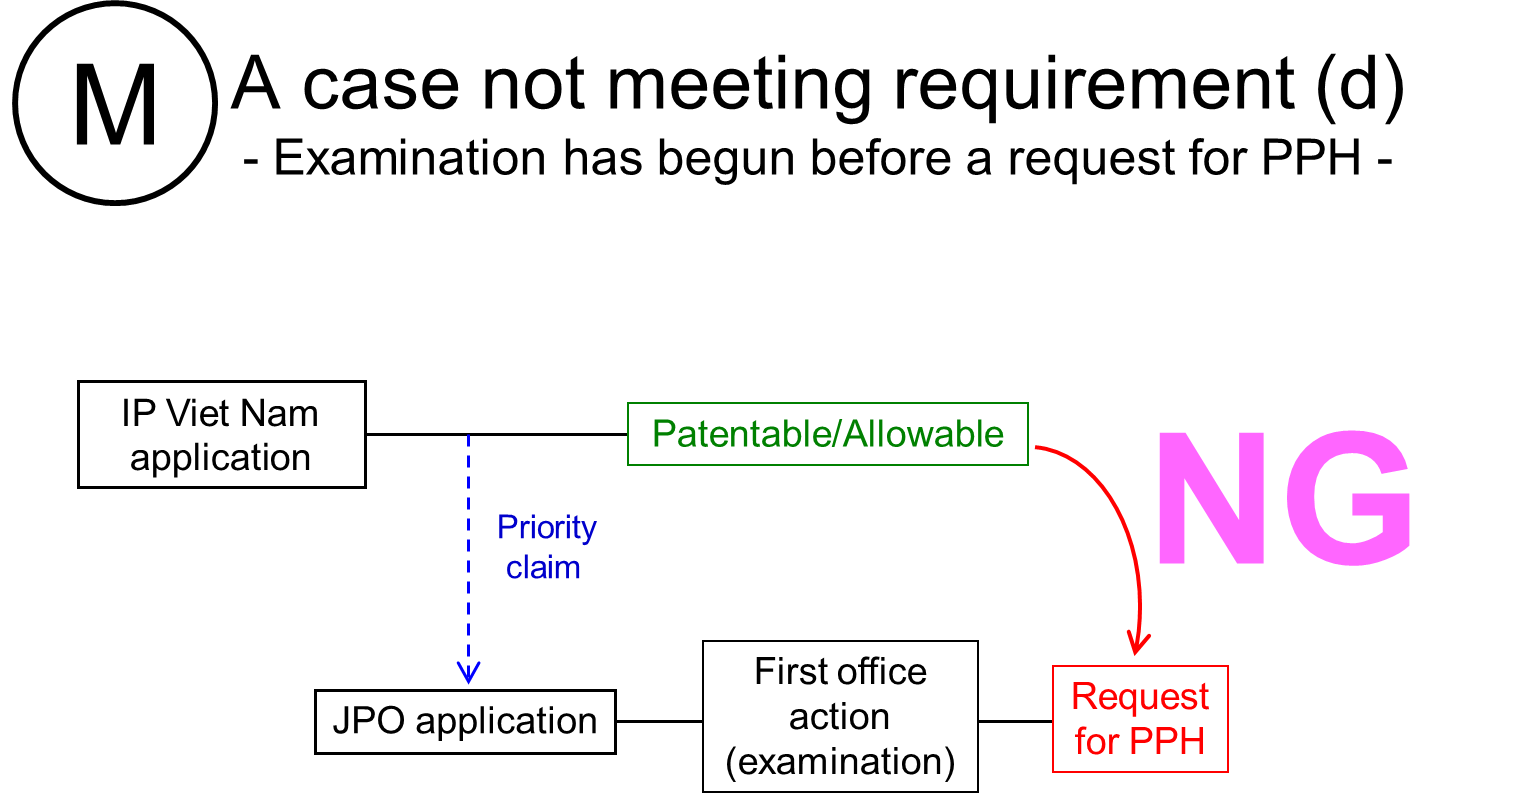 M
A case not meeting requirement (d)
- Examination has begun before a request for PPH -
IP Viet Nam
application
Patentable/Allowable
NG
Priority
claim
JPO application
First office
action
(examination)
Request
for PPH